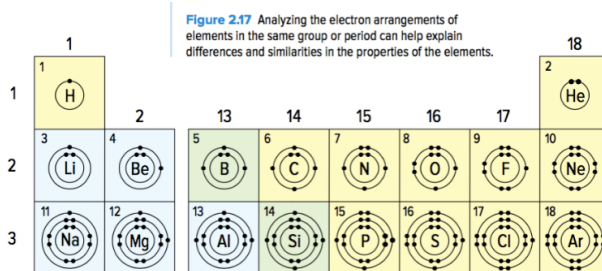 Figure 2.17 Analyzing the electron arrangements of
elements in the same group or period can help explain
differences and similarities in the properties of the elements.
1 18
1 1 H 2 He
2 13 14 15 16 17
2 3 Li 4 Be 5 B 6 C 7 N 8 O 9 F 10 Ne
3 11 Na 12 Mg 13 Al 14 Si 15 P 16 S 17 Cl 18 Ar